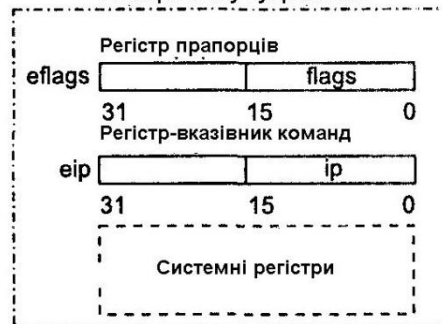 Регістр прапорців
eflags flags
31 15 0
Регістр-вказівник команд
eip ip
31 15 0
Системні регістри